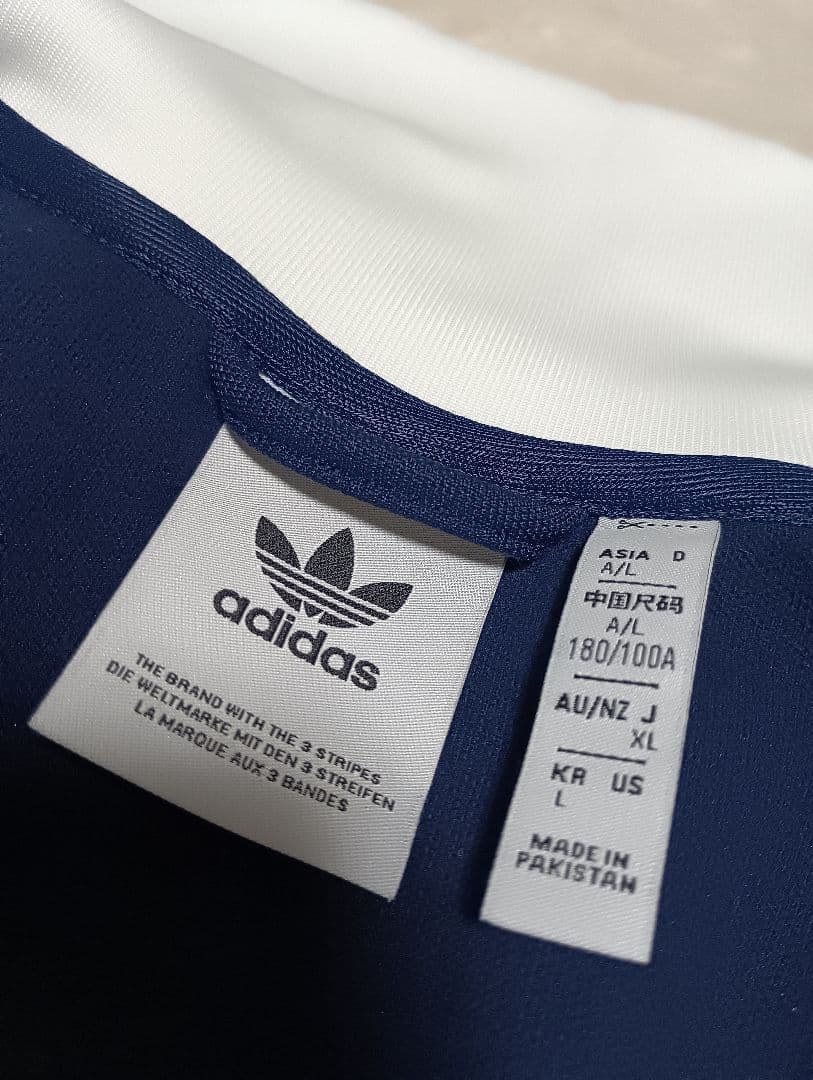 adidas
THE BRAND WITH THE 3 STRIPES
DIE WELTMARKE MIT DEN 3 STREIFEN
LA MARQUE AUX 3 BANDES
ASIA D
A/L
中国尺码
A/L
180/100A
AU/NZ J
XL
KR US
L
MADE IN
PAKISTAN